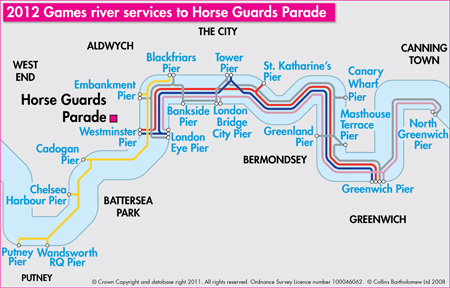 2012 Games river services to Horse Guards Parade
THE CITY
ALDWYCH
Blackfriars
Pier
Tower
Pier
St. Katharine's
Pier
CANNING
TOWN
WEST
END
Embankment
Pier
Canary
Wharf
Pier
Horse Guards
Parade
Bankside
Pier
London
Bridge
City Pier
Masthouse
Terrace
Pier
North
Greenwich
Pier
Westminster
Pier
London
Eye Pier
Greenland
Pier
Cadogan
Pier
BERMONDSEY
Chelsea
Harbour Pier
Greenwich Pier
BATTERSEA
PARK
GREENWICH
Putney
Pier
Wandsworth
RQ Pier
PUTNEY
© Crown Copyright and database right 2011. All rights reserved. Ordnance Survey Licence number 100046062. © Collins Bartholomew Ltd 2008